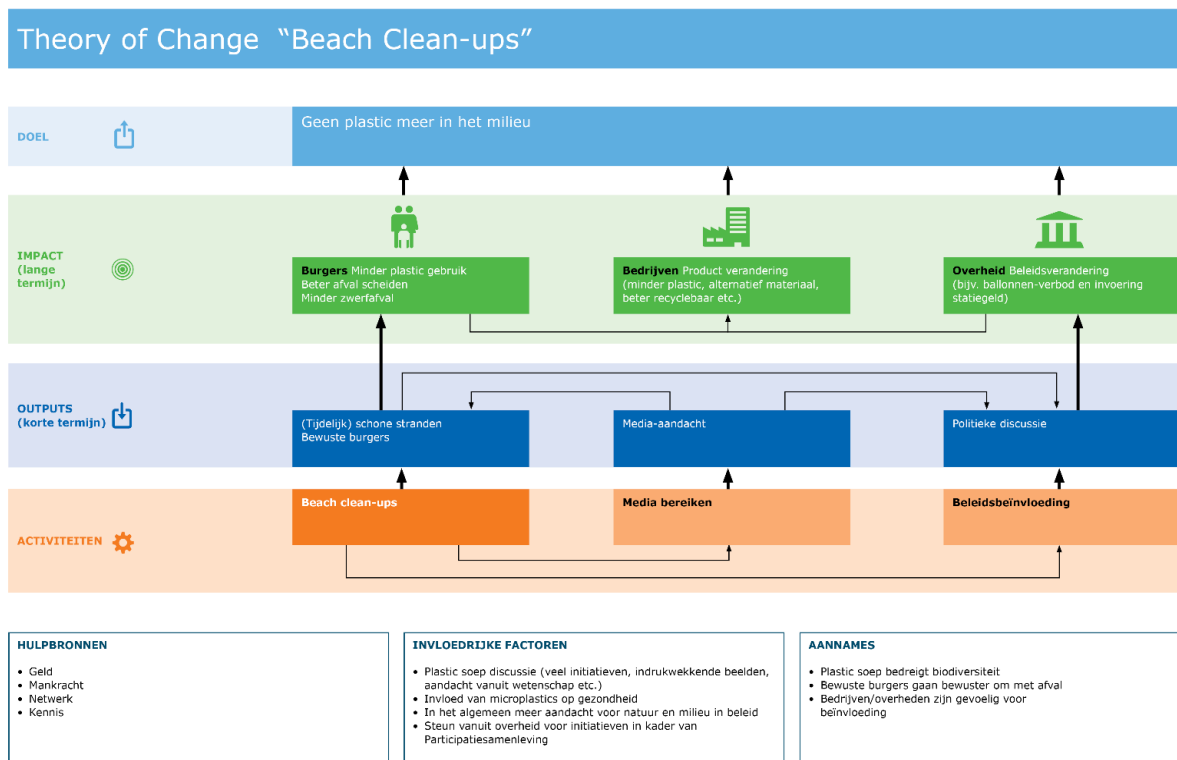 Theory of Change “Beach Clean-ups”
DOEL
Geen plastic meer in het milieu
IMPACT
(lange
termijn)
Burgers Minder plastic gebruik
Beter afval scheiden
Minder zwerfafval
Bedrijven Product verandering
(minder plastic, alternatief materiaal,
beter recyclebaar etc.)
Overheid Beleidsverandering
(bijv. ballonnen-verbod en invoering
statiegeld)
OUTPUTS
(korte termijn)
(Tijdelijk) schone stranden
Bewuste burgers
Media-aandacht
Politieke discussie
ACTIVITEITEN
Beach clean-ups
Media bereiken
Beleidsbeïnvloeding
HULPBRONNEN
• Geld
• Mankracht
• Netwerk
• Kennis
INVLOEDRIJKE FACTOREN
• Plastic soep discussie (veel initiatieven, indrukwekkende beelden,
aandacht vanuit wetenschap etc.)
• Invloed van microplastics op gezondheid
• In het algemeen meer aandacht voor natuur en milieu in beleid
• Steun vanuit overheid voor initiatieven in kader van
Participatiesamenleving
AANNAMES
• Plastic soep bedreigt biodiversiteit
• Bewuste burgers gaan bewuster om met afval
• Bedrijven/overheden zijn gevoelig voor
beïnvloeding